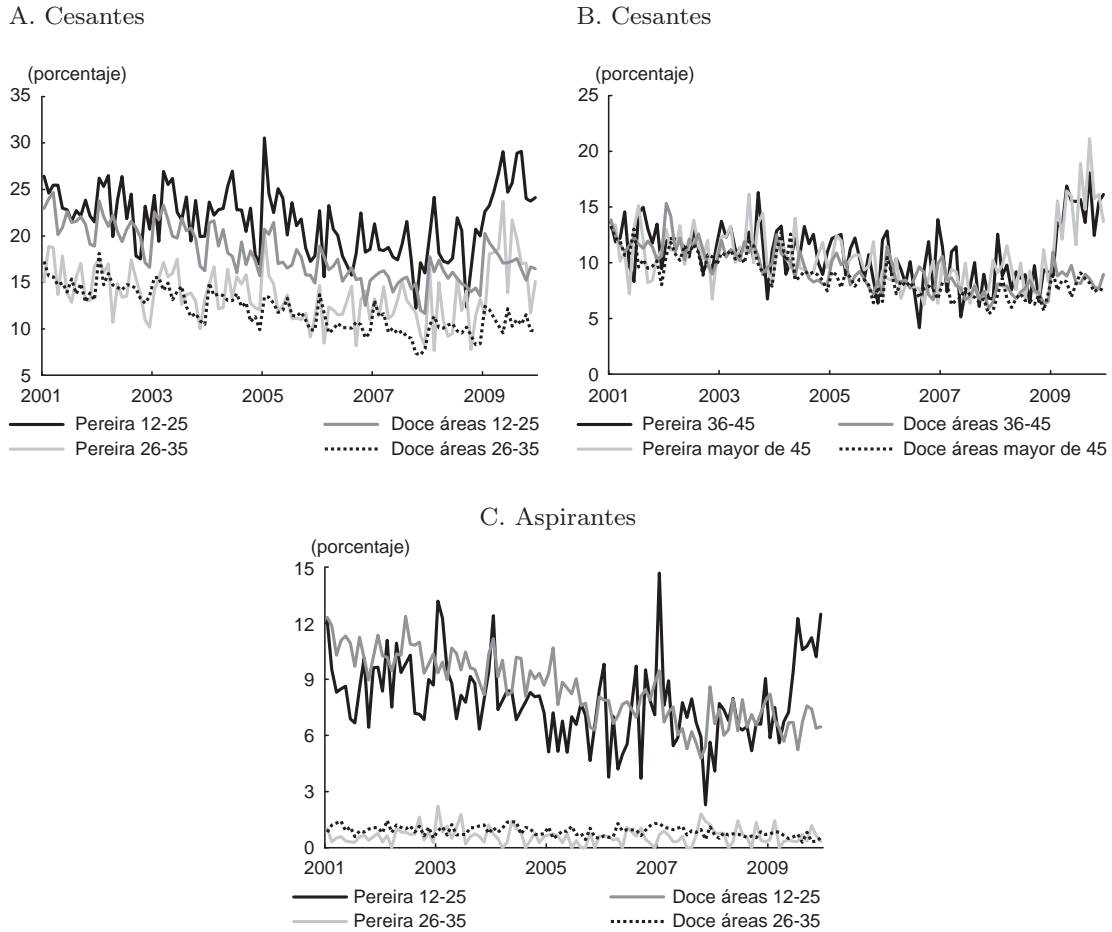 A. Cesantes
(porcentaje)
35
30
25
20
15
10
5
2001 2003 2005 2007 2009
Pereira 12-25
Doce áreas 12-25
Pereira 26-35
Doce áreas 26-35
B. Cesantes
(porcentaje)
25
20
15
10
5
0
2001 2003 2005 2007 2009
Pereira 36-45
Doce áreas 36-45
Pereira mayor de 45
Doce áreas mayor de 45
C. Aspirantes
(porcentaje)
15
12
9
6
3
0
2001 2003 2005 2007 2009
Pereira 12-25
Doce áreas 12-25
Pereira 26-35
Doce áreas 26-35